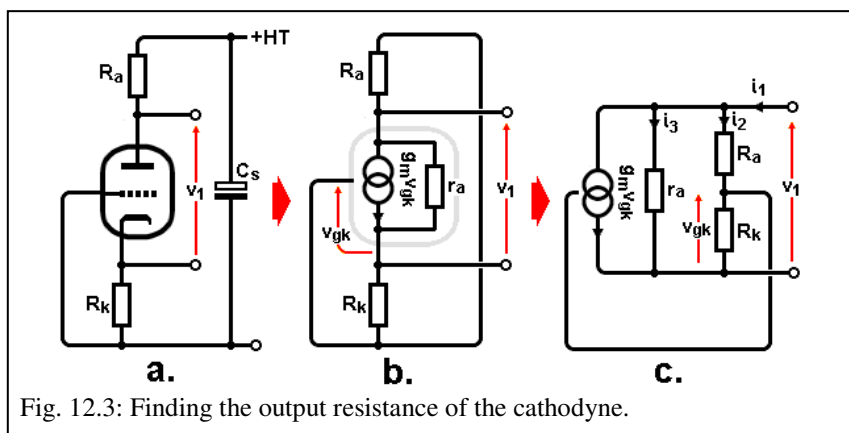 +HT
Ra
v1
Cs
Rk
a.
Ra
gmVgk
ra
v1
vgk
Rk
b.
i1
i3
i2
Ra
gmVgk
ra
v1
vgk
Rk
c.
Fig. 12.3: Finding the output resistance of the cathodyne.